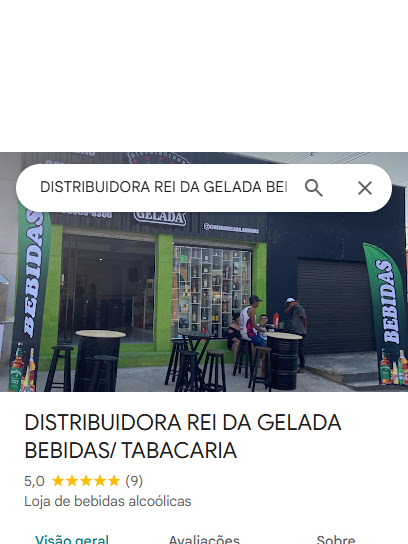 DISTRIBUIDORA REI DA GELADA BEI
GELADA
BEBIDAS
BEBIDAS
DISTRIBUIDORA REI DA GELADA
BEBIDAS/ TABACARIA
5,0 ★★★★★ (9)
Loja de bebidas alcoólicas
Visão geral Avaliações Sobre